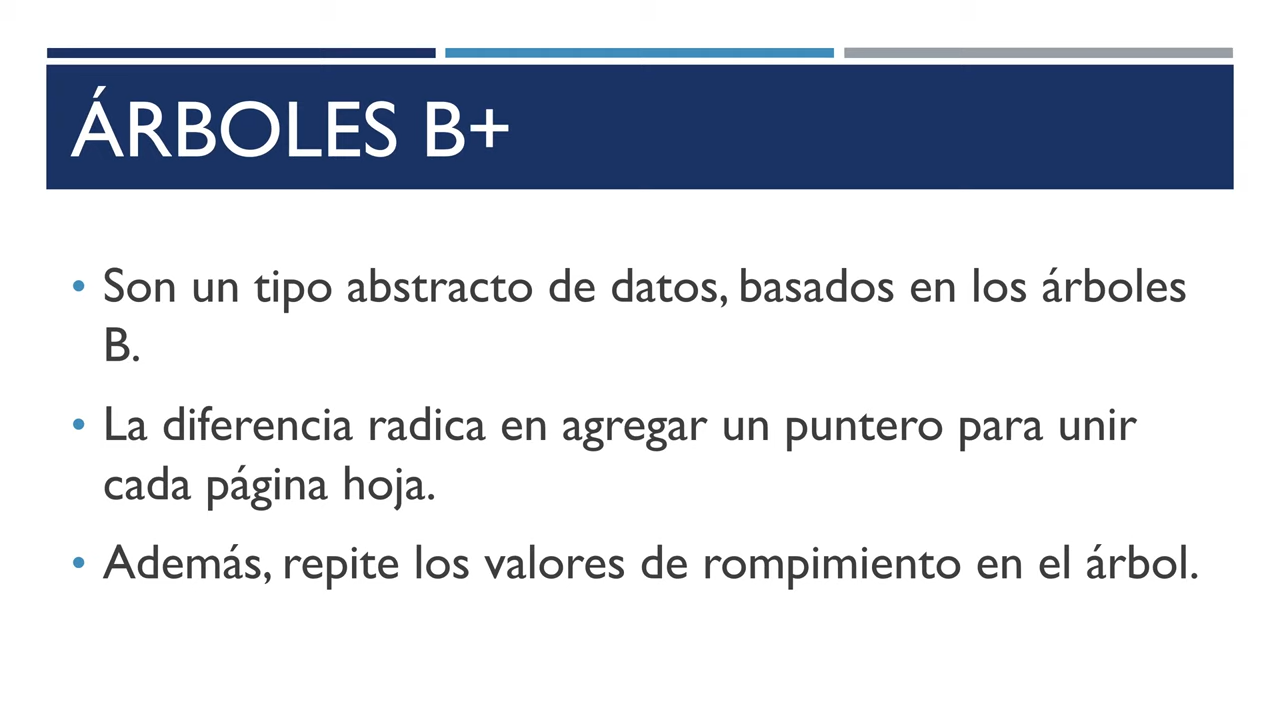 ÁRBOLES B+
• Son un tipo abstracto de datos, basados en los árboles
B.
• La diferencia radica en agregar un puntero para unir
cada página hoja.
• Además, repite los valores de rompimiento en el árbol.